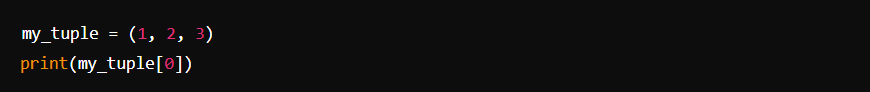 my_tuple = (1, 2, 3)
print(my_tuple[0])